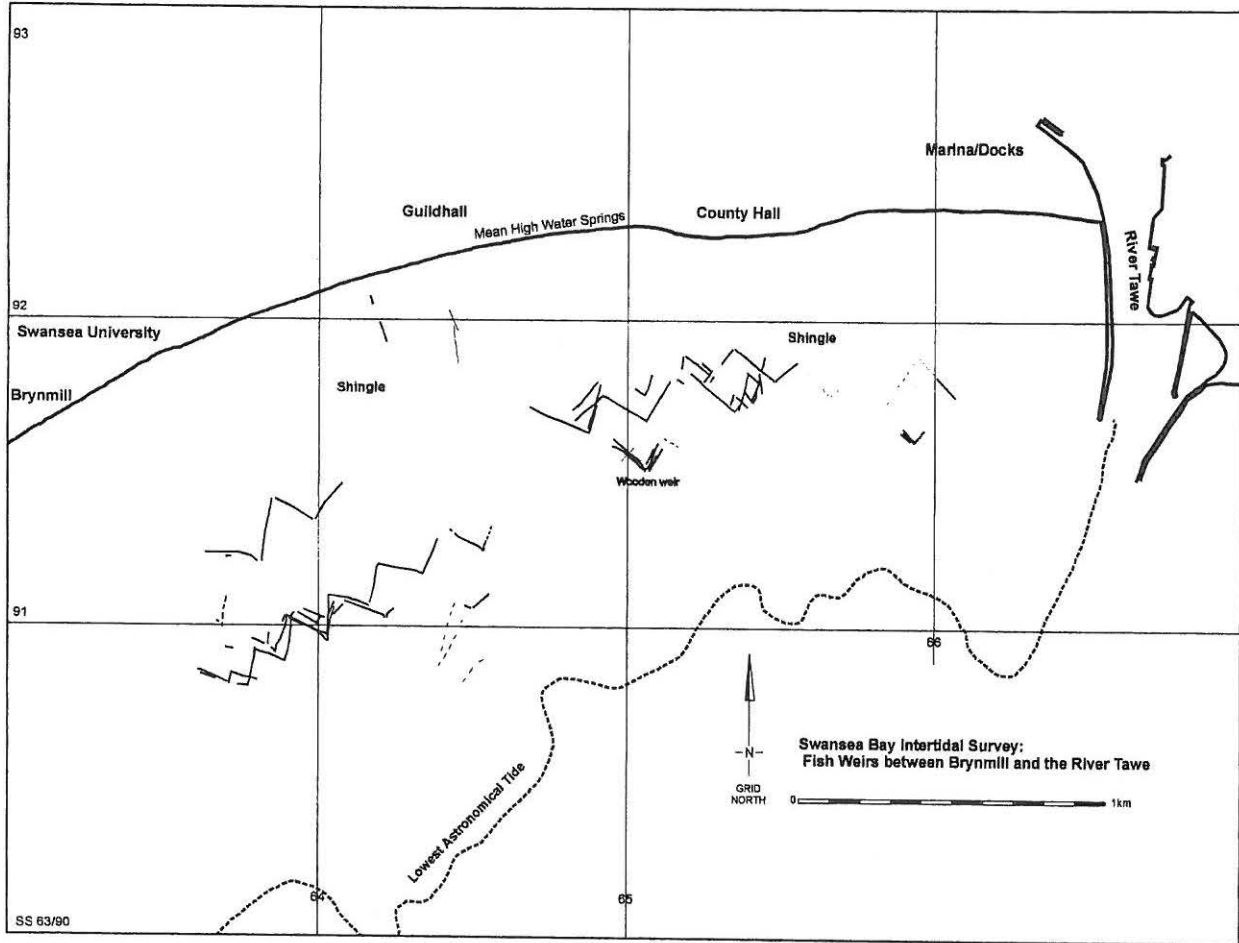 93
Marina/Docks
Guildhall
County Hall
Mean High Water Springs
River Tawe
92
Swansea University
Shingle
Shingle
Brynmill
Wooden weir
91
66
N
GRID
NORTH
Swansea Bay Intertidal Survey:
Fish Weirs between Brynmill and the River Tawe
0 1km
Lowest Astronomical Tide
64
65
SS 63/90